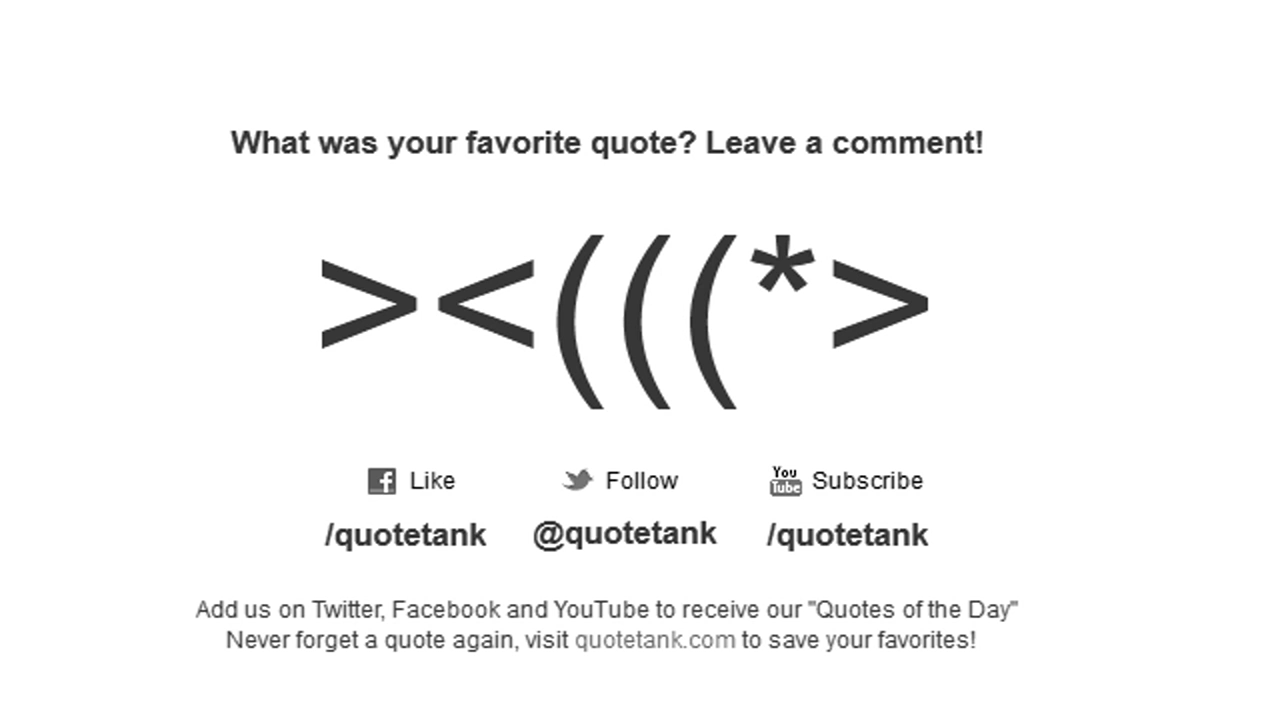 What was your favorite quote? Leave a comment!
><(((*>
f Like Follow You Tube Subscribe
/quotetank @quotetank /quotetank
Add us on Twitter, Facebook and YouTube to receive our "Quotes of the Day"
Never forget a quote again, visit quotetank.com to save your favorites!